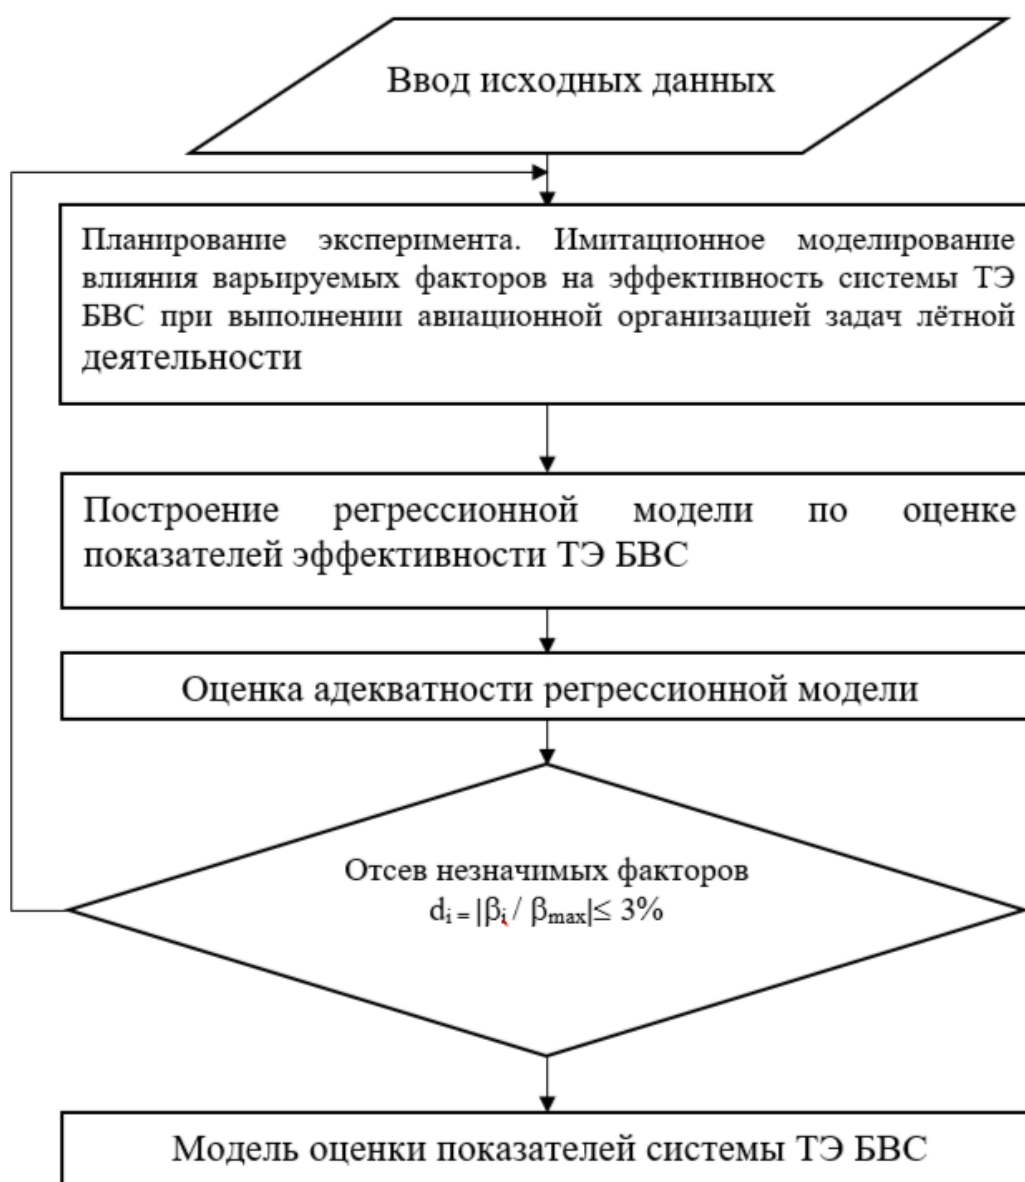 Ввод исходных данных
Планирование эксперимента. Имитационное моделирование
влияния варьируемых факторов на эффективность системы ТЭ
БВС при выполнении авиационной организацией задач лётной
деятельности
Построение регрессионной модели по оценке
показателей эффективности ТЭ БВС
Оценка адекватности регрессионной модели
Отсев незначимых факторов
dᵢ = |βᵢ / βmax|≤ 3%
Модель оценки показателей системы ТЭ БВС